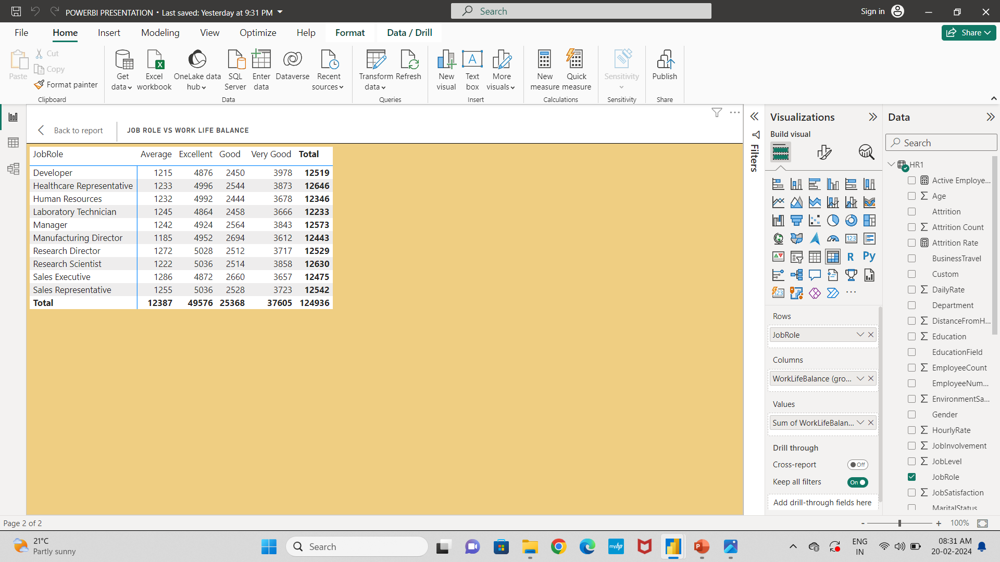 POWERBI PRESENTATION • Last saved: Yesterday at 9:31 PM
Search
Sign in
File Home Insert Modeling View Optimize Help Format Data / Drill
Share
Paste
Cut
Copy
Format painter
Clipboard
Get data
Excel workbook
OneLake data hub
SQL Server
Enter data
Dataverse
Recent sources
Data
Transform data
Refresh
Queries
New visual
Text box
More visuals
Insert
New measure
Quick measure
Calculations
Sensitivity
Sensitivity
Publish
Share
Back to report
JOB ROLE VS WORK LIFE BALANCE
JobRole Average Excellent Good Very Good Total
Developer 1215 4876 2450 3978 12519
Healthcare Representative 1233 4996 2544 3873 12646
Human Resources 1232 4992 2444 3678 12346
Laboratory Technician 1245 4864 2458 3666 12233
Manager 1242 4924 2564 3843 12573
Manufacturing Director 1185 4952 2694 3612 12443
Research Director 1272 5028 2512 3717 12529
Research Scientist 1222 5036 2514 3858 12630
Sales Executive 1286 4872 2660 3657 12475
Sales Representative 1255 5036 2528 3723 12542
Total 12387 49576 25368 37605 124936
Filters
Visualizations
Build visual
123
R
Py
123
Rows
JobRole
Columns
WorkLifeBalance (gro...
Values
Sum of WorkLifeBalan...
Drill through
Cross-report Off
Keep all filters On
Add drill-through fields here
Data
Search
HR1
Active Employe...
Age
Attrition
Attrition Count
Attrition Rate
BusinessTravel
Custom
DailyRate
Department
DistanceFromH...
Education
EducationField
EmployeeCount
EmployeeNum...
EnvironmentSa...
Gender
HourlyRate
JobInvolvement
JobLevel
JobRole
JobSatisfaction
MaritalStatus
Page 2 of 2
- + 100%
21°C
Partly sunny
Search
myhp
ENG
IN
08:31 AM
20-02-2024